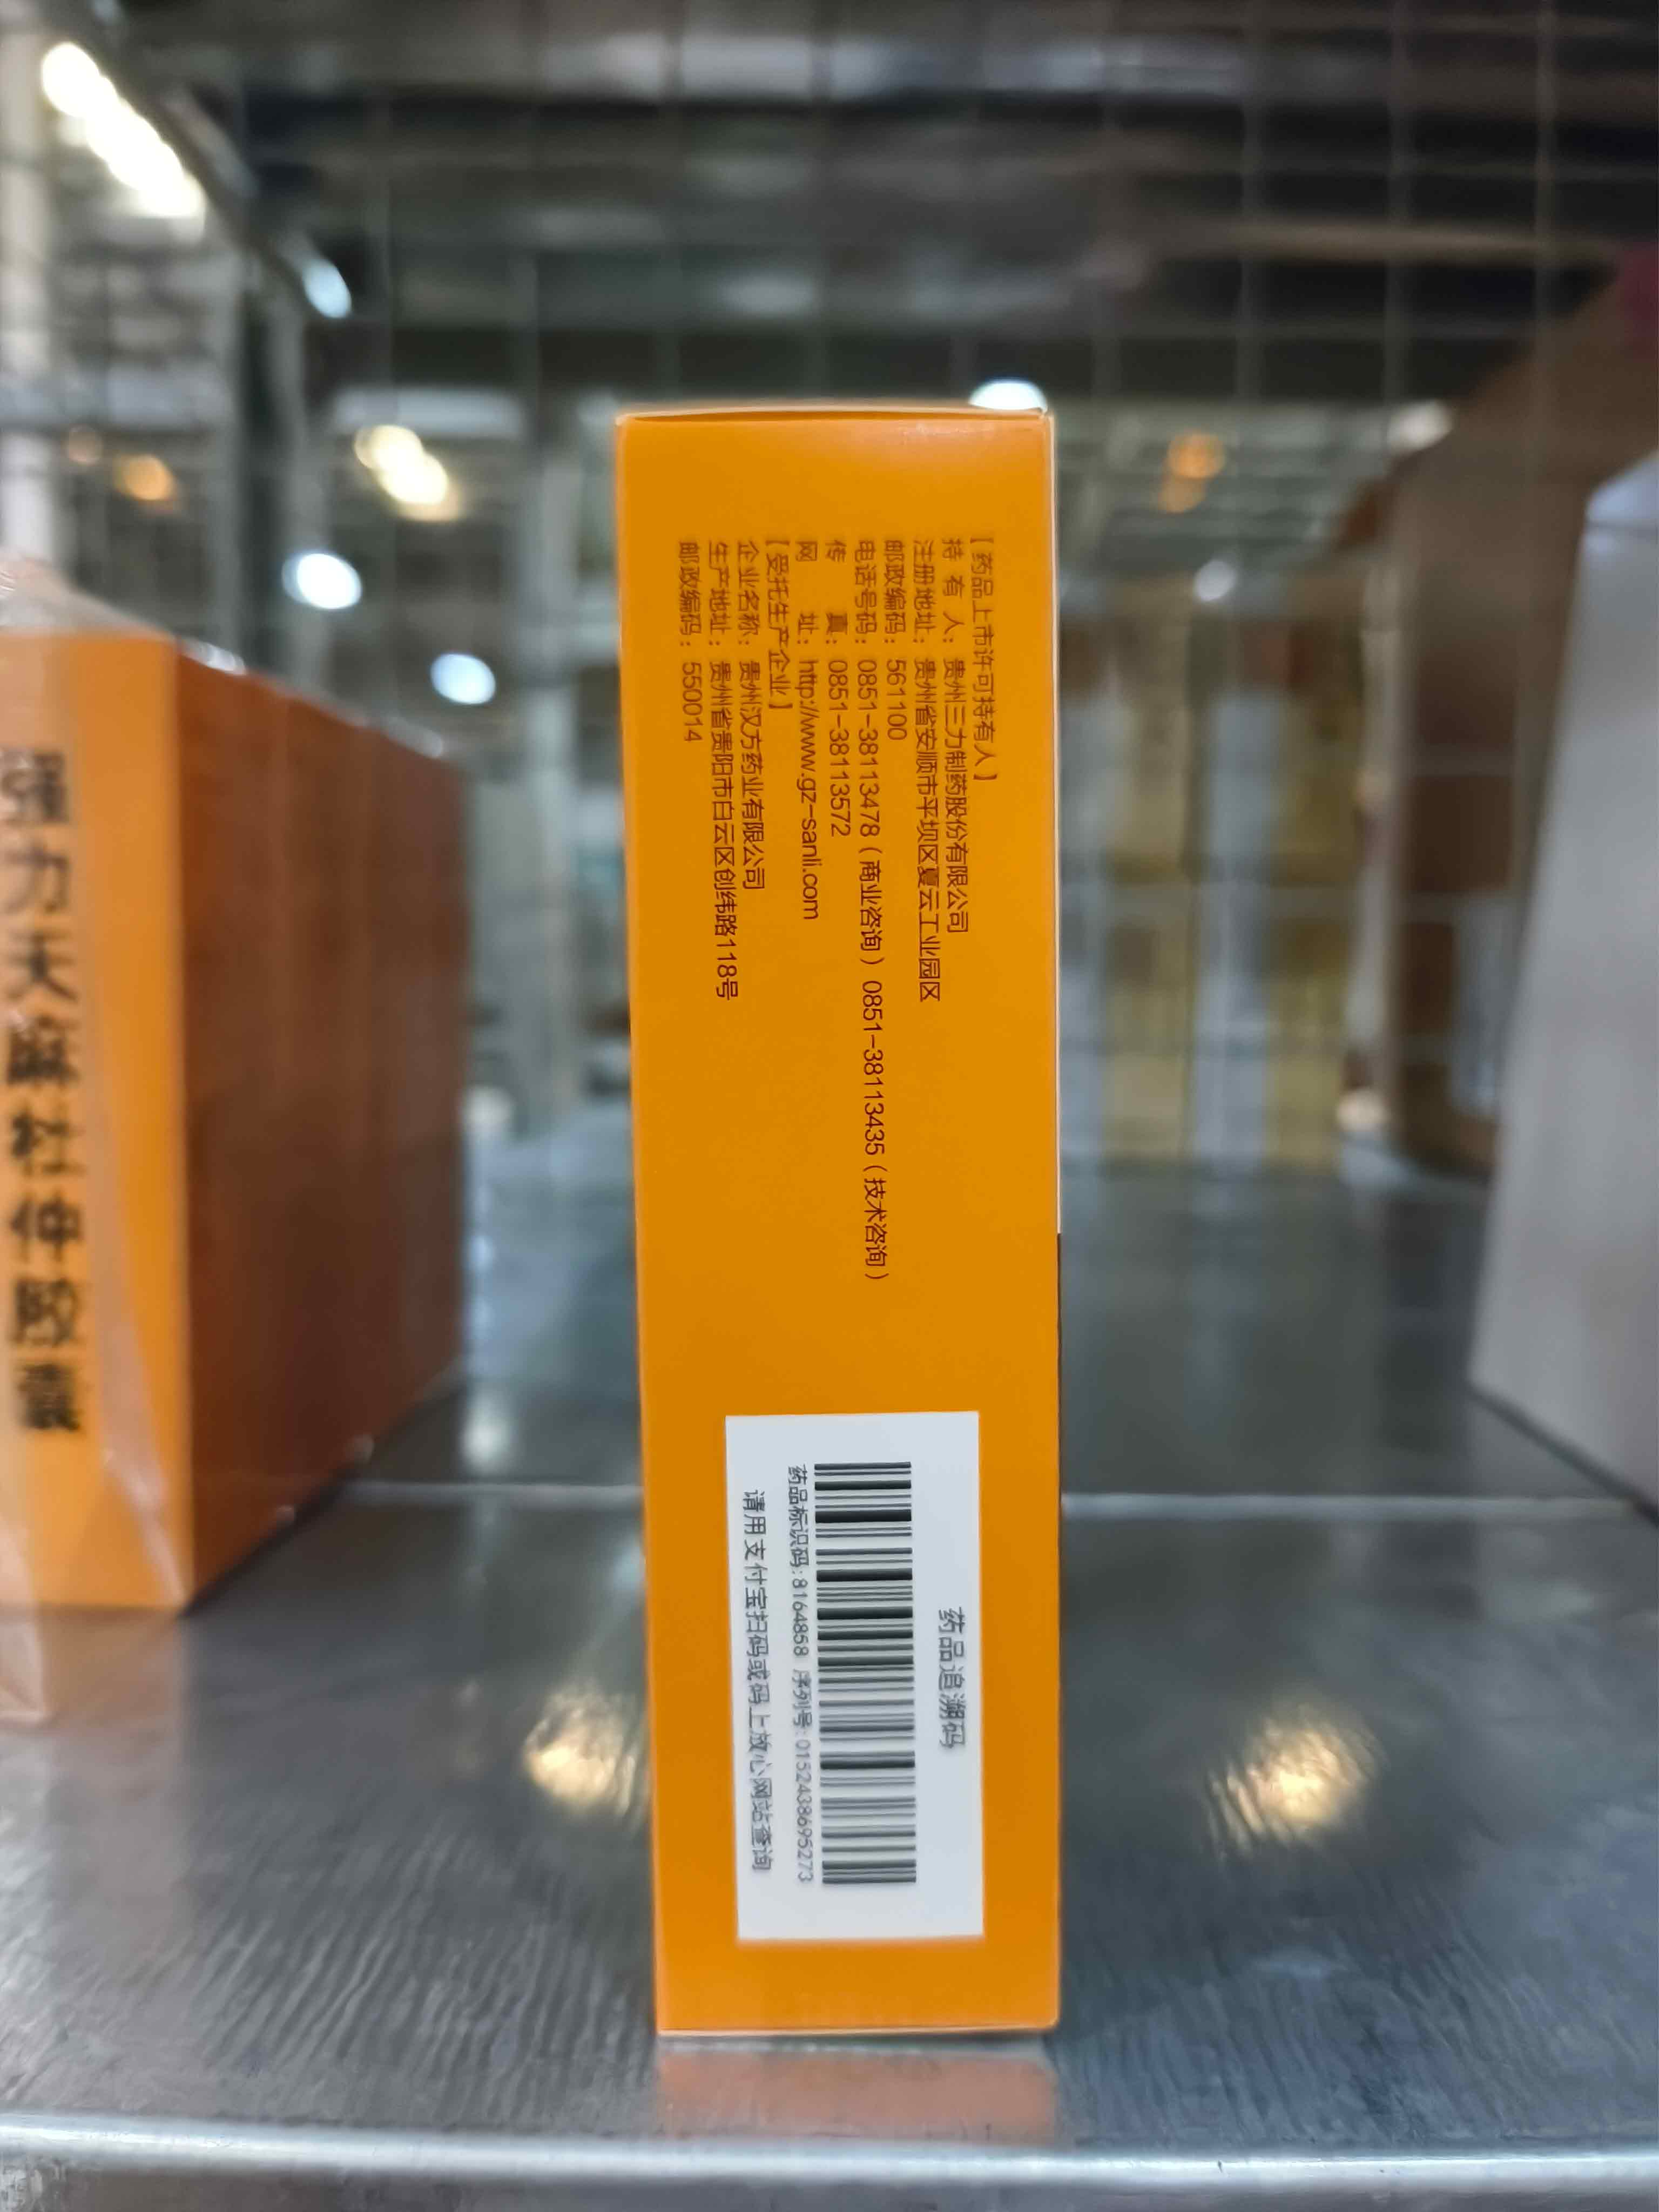 【药品上市许可持有人】
持 有 人：贵州三力制药股份有限公司
注册地址：贵州省安顺市平坝区夏云工业园区
邮政编码：561100
电话号码：0851-38113478（商业咨询）0851-38113435（技术咨询）
传 真：0851-38113572
网 址：http://www.gz-sanli.com
【受托生产企业】
企业名称：贵州汉方药业有限公司
生产地址：贵州省贵阳市白云区创纬路118号
邮政编码：550014
药品追溯码
药品标识码:8164858 序列号:0152438695273
请用支付宝扫码或码上放心网站查询
强力天麻杜仲胶囊